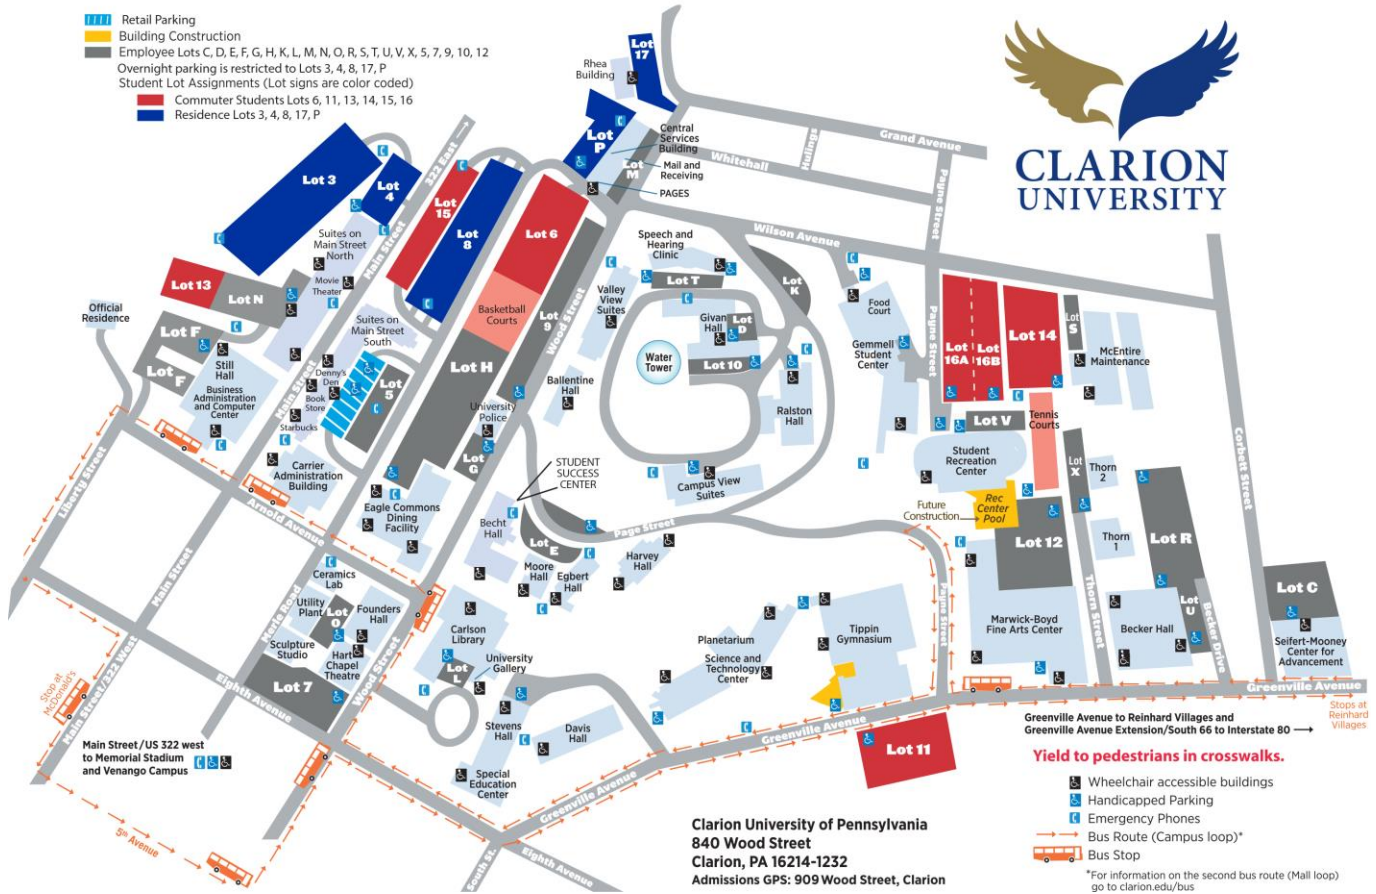 Retail Parking
Building Construction
Employee Lots C, D, E, F, G, H, K, L, M, N, O, R, S, T, U, V, X, 5, 7, 9, 10, 12
Overnight parking is restricted to Lots 3, 4, 8, 17, P
Student Lot Assignments (Lot signs are color coded)
Commuter Students Lots 6, 11, 13, 14, 15, 16
Residence Lots 3, 4, 8, 17, P
CLARION
UNIVERSITY
Lot
17
Rhea
Building
Lot
P
Central
Services
Building
Lot
M
Mail and
Receiving
PAGES
Grand Avenue
Whitehall
Hulings
Payne Street
Wilson Avenue
322 East
Lot 3
Lot
4
Lot
15
Lot
8
Lot 6
Suites on
Main Street
North
Main Street
Movie
Theater
Lot 13
Lot N
Official
Residence
Lot F
Lot
F
Still
Hall
Business
Administration
and Computer
Center
Suites on
Main Street
South
Main Street
Denny's
Den
Book
Store
Starbucks
Lot
5
Basketball
Courts
Lot
9
Wood Street
Lot H
University
Police
Lot
G
Speech and
Hearing
Clinic
Lot T
Valley
View
Suites
Givan
Hall
Lot
D
Lot 10
Water
Tower
Lot
K
Ballentine
Hall
Ralston
Hall
Campus View
Suites
Food
Court
Gemmell
Student
Center
Payne Street
Lot
16A
Lot
16B
Lot 14
Lot
S
McEntire
Maintenance
Lot V
Tennis
Courts
Student
Recreation
Center
Lot
X
Thorn
2
Thorn
1
Corbett Street
Future
Construction
Rec
Center
Pool
Lot 12
Lot R
Lot
U
Becker Drive
Lot C
Thorn Street
Marwick-Boyd
Fine Arts Center
Becker Hall
Seifert-Mooney
Center for
Advancement
Liberty Street
Arnold Avenue
Carrier
Administration
Building
Eagle Commons
Dining
Facility
STUDENT
SUCCESS
CENTER
Becht
Hall
Lot
E
Page Street
Moore
Hall
Egbert
Hall
Harvey
Hall
Payne Street
Main Street
Merle Road
Ceramics
Lab
Utility
Plant
Lot
O
Founders
Hall
Sculpture
Studio
Hart
Chapel
Theatre
Lot 7
Wood Street
Carlson
Library
University
Gallery
Lot
L
Planetarium
Science and
Technology
Center
Tippin
Gymnasium
Stevens
Hall
Davis
Hall
Special
Education
Center
Stop at
McDonald's
Main Street/322 West
Eighth Avenue
Main Street/US 322 west
to Memorial Stadium
and Venango Campus
5th Avenue
South St.
Eighth Avenue
Greenville Avenue
Greenville Avenue
Greenville Avenue
Stops at
Reinhard
Villages
Lot 11
Greenville Avenue to Reinhard Villages and
Greenville Avenue Extension/South 66 to Interstate 80
Yield to pedestrians in crosswalks.
Wheelchair accessible buildings
Handicapped Parking
Emergency Phones
Bus Route (Campus loop)*
Bus Stop
*For information on the second bus route (Mall loop)
go to clarion.edu/bus
Clarion University of Pennsylvania
840 Wood Street
Clarion, PA 16214-1232
Admissions GPS: 909 Wood Street, Clarion